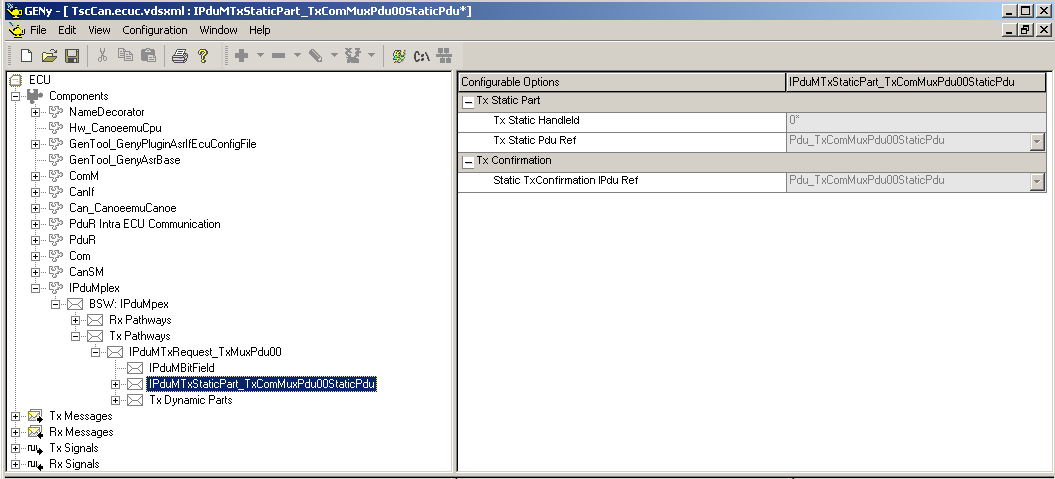 GENy - [ TscCan.ecuc.vdsxml : IPduMTxStaticPart_TxComMuxPdu00StaticPdu*]
File Edit View Configuration Window Help
C:\
ECU
Components
NameDecorator
Hw_CanoeemuCpu
GenTool_GenyPluginAsrIfEcuConfigFile
GenTool_GenyAsrBase
ComM
CanIf
Can_CanoeemuCanoe
PduR Intra ECU Communication
PduR
Com
CanSM
IPduMplex
BSW: IPduMpex
Rx Pathways
Tx Pathways
IPduMTxRequest_TxMuxPdu00
IPduMBitField
IPduMTxStaticPart_TxComMuxPdu00StaticPdu
Tx Dynamic Parts
Tx Messages
Rx Messages
Tx Signals
Rx Signals
Configurable Options IPduMTxStaticPart_TxComMuxPdu00StaticPdu
Tx Static Part
Tx Static HandleId 0*
Tx Static Pdu Ref Pdu_TxComMuxPdu00StaticPdu
Tx Confirmation
Static TxConfirmation IPdu Ref Pdu_TxComMuxPdu00StaticPdu